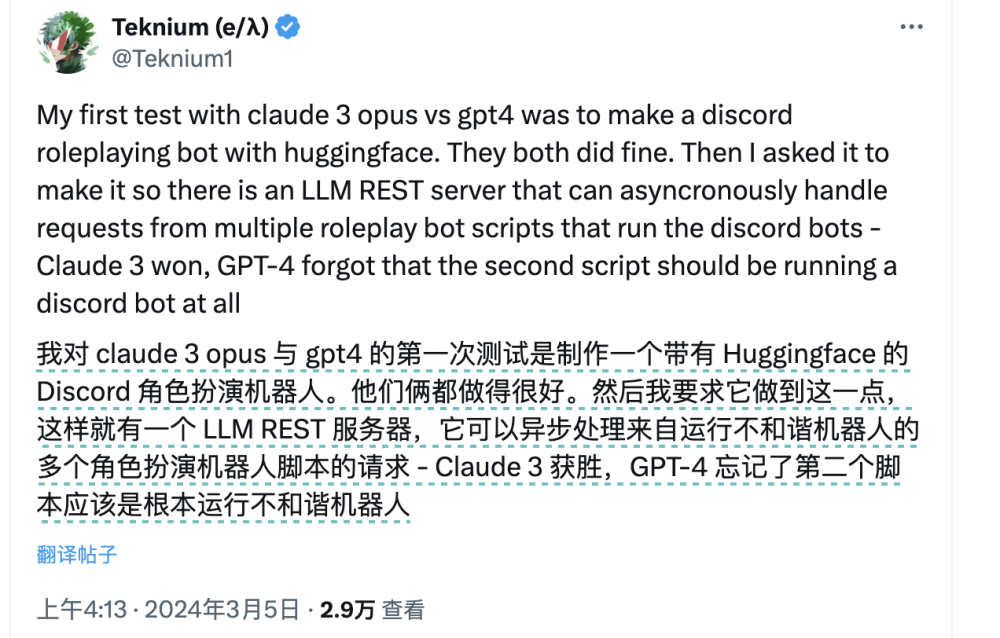 Teknium (e/λ)
@Teknium1
My first test with claude 3 opus vs gpt4 was to make a discord
roleplaying bot with huggingface. They both did fine. Then I asked it to
make it so there is an LLM REST server that can asyncronously handle
requests from multiple roleplay bot scripts that run the discord bots -
Claude 3 won, GPT-4 forgot that the second script should be running a
discord bot at all
我对 claude 3 opus 与 gpt4 的第一次测试是制作一个带有 Huggingface 的
Discord 角色扮演机器人。他们俩都做得很好。然后我要求它做到这一点，
这样就有一个 LLM REST 服务器，它可以异步处理来自运行不和谐机器人的
多个角色扮演机器人脚本的请求 - Claude 3 获胜，GPT-4 忘记了第二个脚
本应该是根本运行不和谐机器人
翻译帖子
上午4:13 · 2024年3月5日 · 2.9万 查看